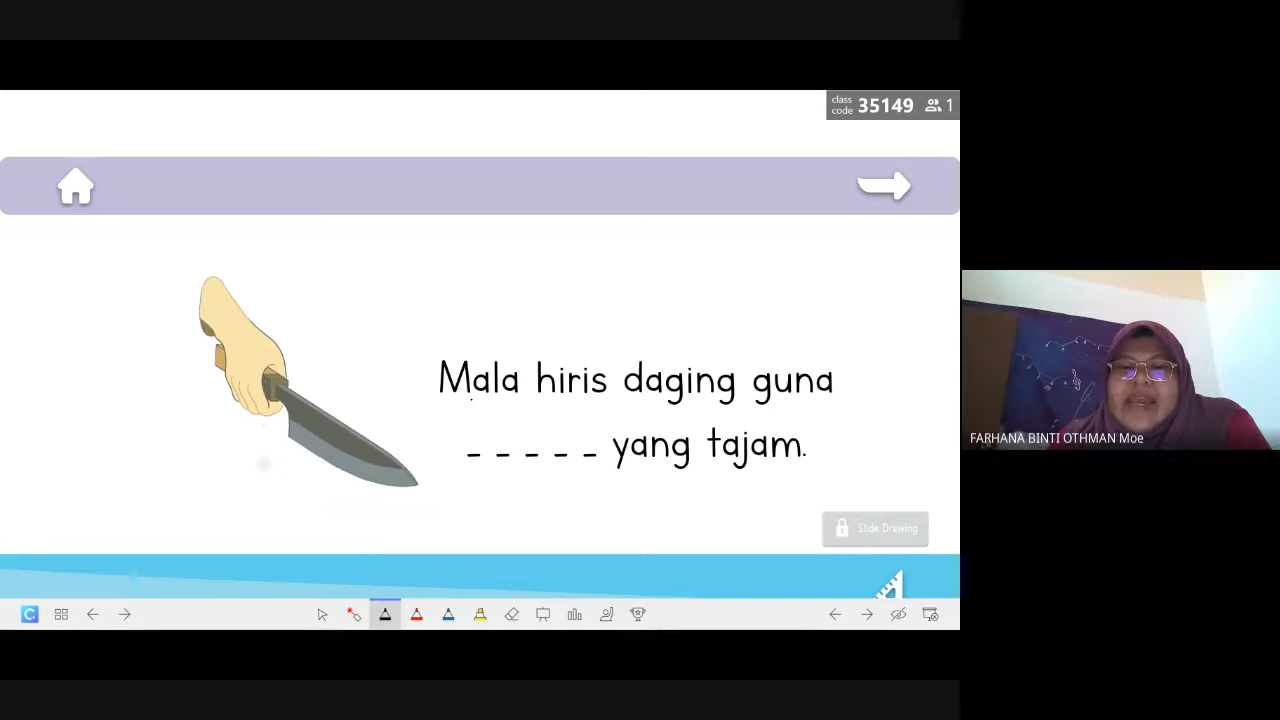 class code 35149 1
Mala hiris daging guna
_ _ _ _ _ yang tajam.
Slide Drawing
FARHANA BINTI OTHMAN Moe